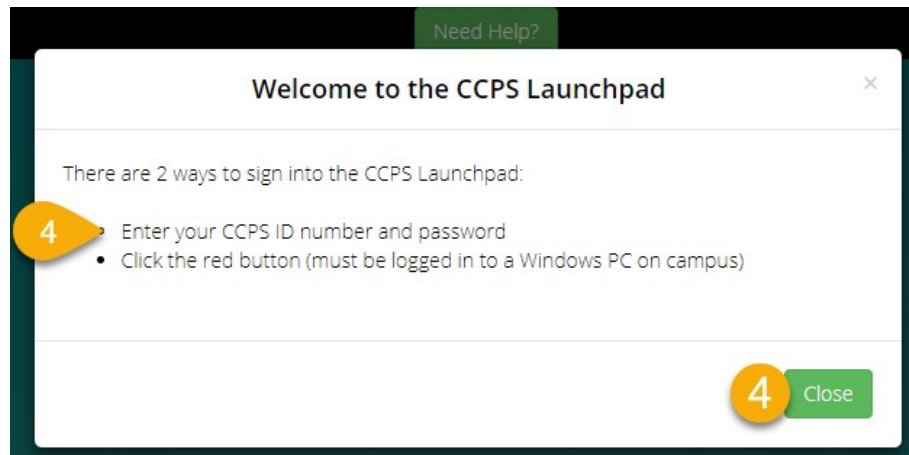 Need Help?
Welcome to the CCPS Launchpad ×
There are 2 ways to sign into the CCPS Launchpad:
4 • Enter your CCPS ID number and password
• Click the red button (must be logged in to a Windows PC on campus)
4 Close